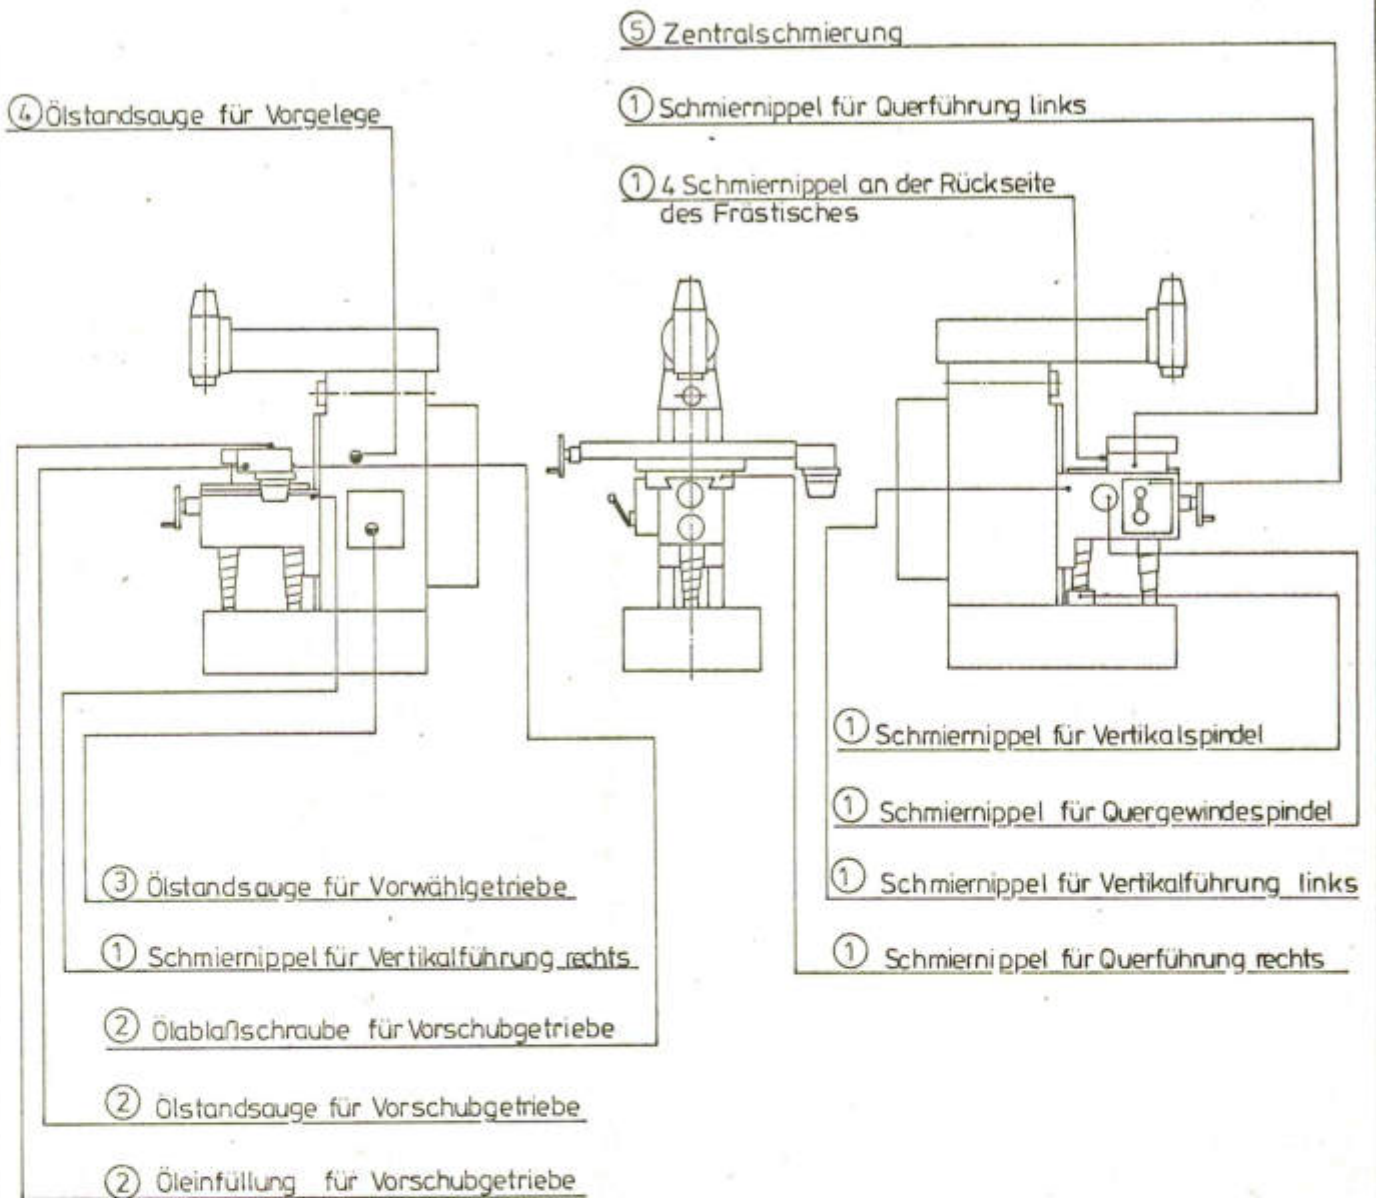 ⑤ Zentralschmierung
④ Ölstandsauge für Vorgelege
① Schmiernippel für Querführung links
① 4 Schmiernippel an der Rückseite
des Frästisches
① Schmiernippel für Vertikalspindel
① Schmiernippel für Quergewindespindel
③ Ölstandsauge für Vorwählgetriebe
① Schmiernippel für Vertikalführung links
① Schmiernippel für Vertikalführung rechts
① Schmiernippel für Querführung rechts
② Ölablaßschraube für Vorschubgetriebe
② Ölstandsauge für Vorschubgetriebe
② Öleinfüllung für Vorschubgetriebe